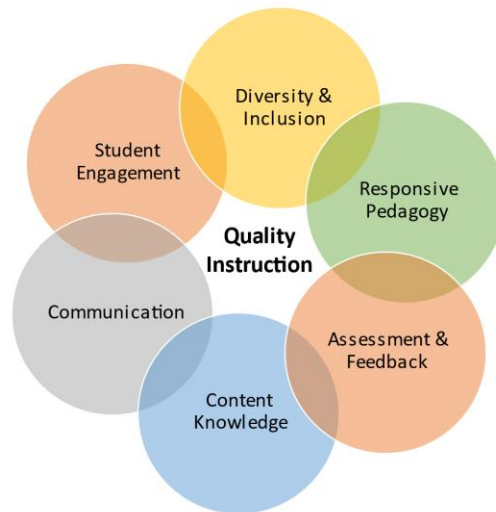 Diversity &
Inclusion
Student
Engagement
Responsive
Pedagogy
Quality
Instruction
Communication
Assessment &
Feedback
Content
Knowledge